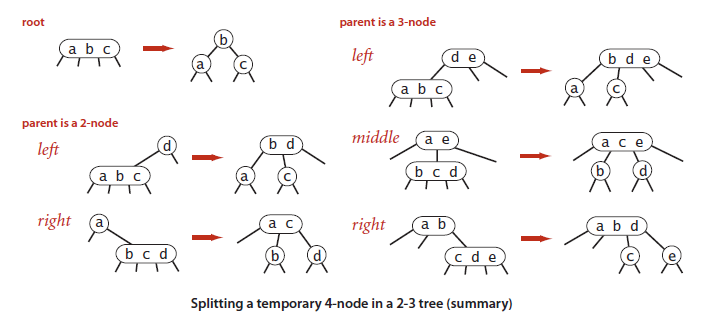 root
a b c
b
a c
parent is a 2-node
left
d
a b c
b d
a c
right
a
b c d
a c
b d
parent is a 3-node
left
d e
a b c
b d e
a c
middle
a e
b c d
a c e
b d
right
a b
c d e
a b d
c e
Splitting a temporary 4-node in a 2-3 tree (summary)